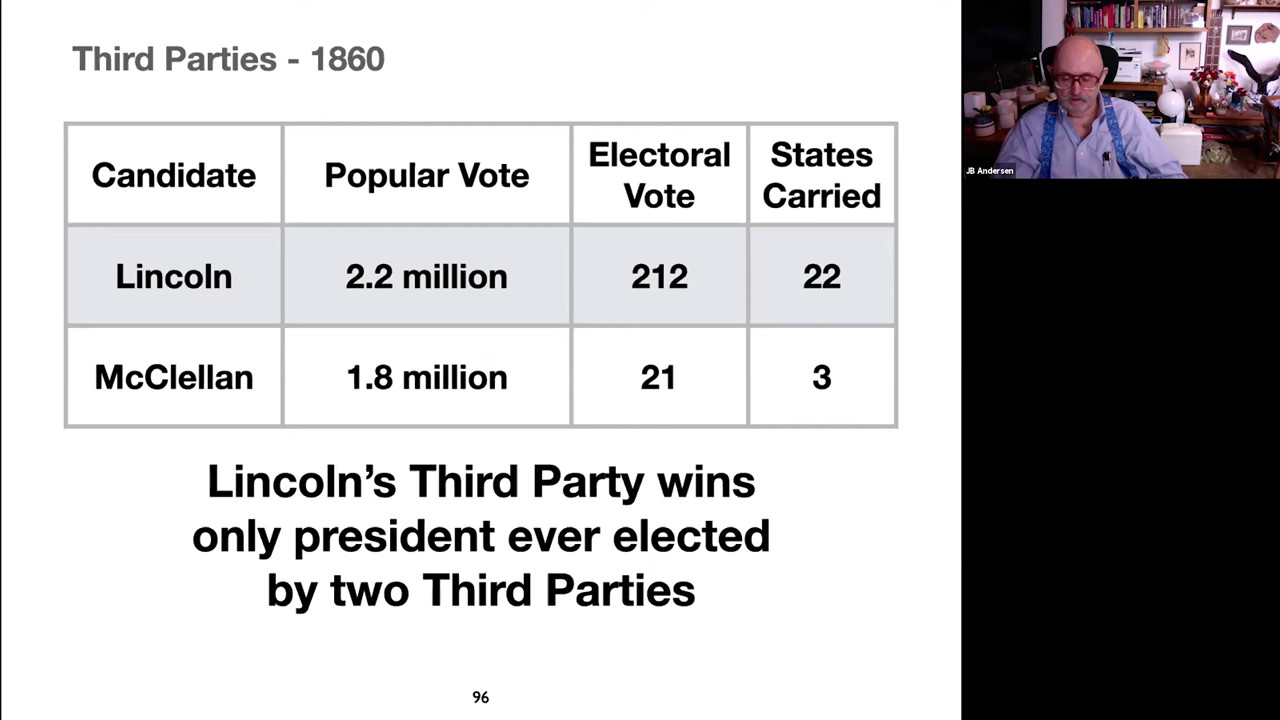 Third Parties - 1860
Candidate
Popular Vote
Electoral
Vote
States
Carried
Lincoln
2.2 million
212
22
McClellan
1.8 million
21
3
Lincoln’s Third Party wins
only president ever elected
by two Third Parties
96
JB Andersen